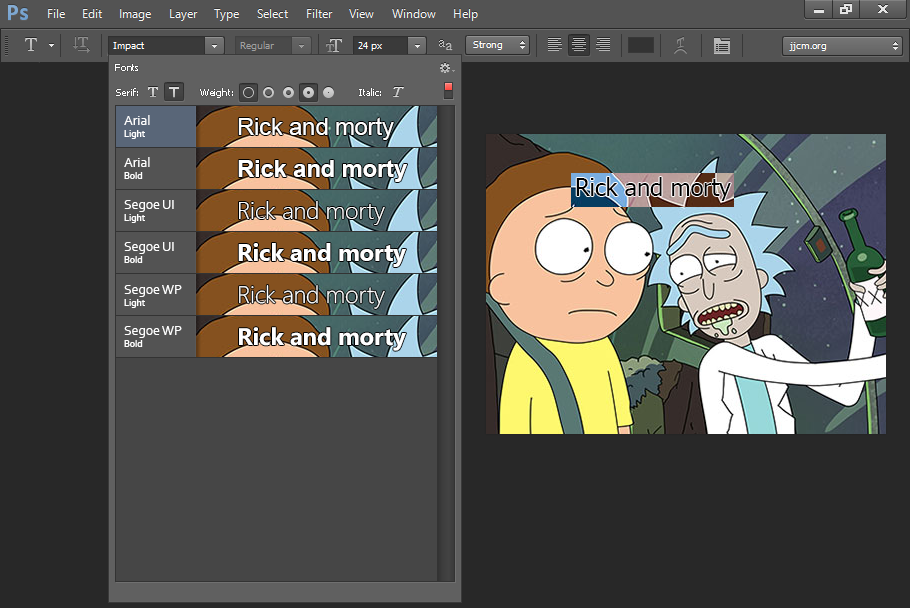 Ps File Edit Image Layer Type Select Filter View Window Help
T T Impact Regular TT 24 px aa Strong jjcm.org
Fonts
Serif: T T Weight: Italic: T
Arial
Light
Rick and morty
Arial
Bold
Rick and morty
Segoe UI
Light
Rick and morty
Segoe UI
Bold
Rick and morty
Segoe WP
Light
Rick and morty
Segoe WP
Bold
Rick and morty
Rick and morty